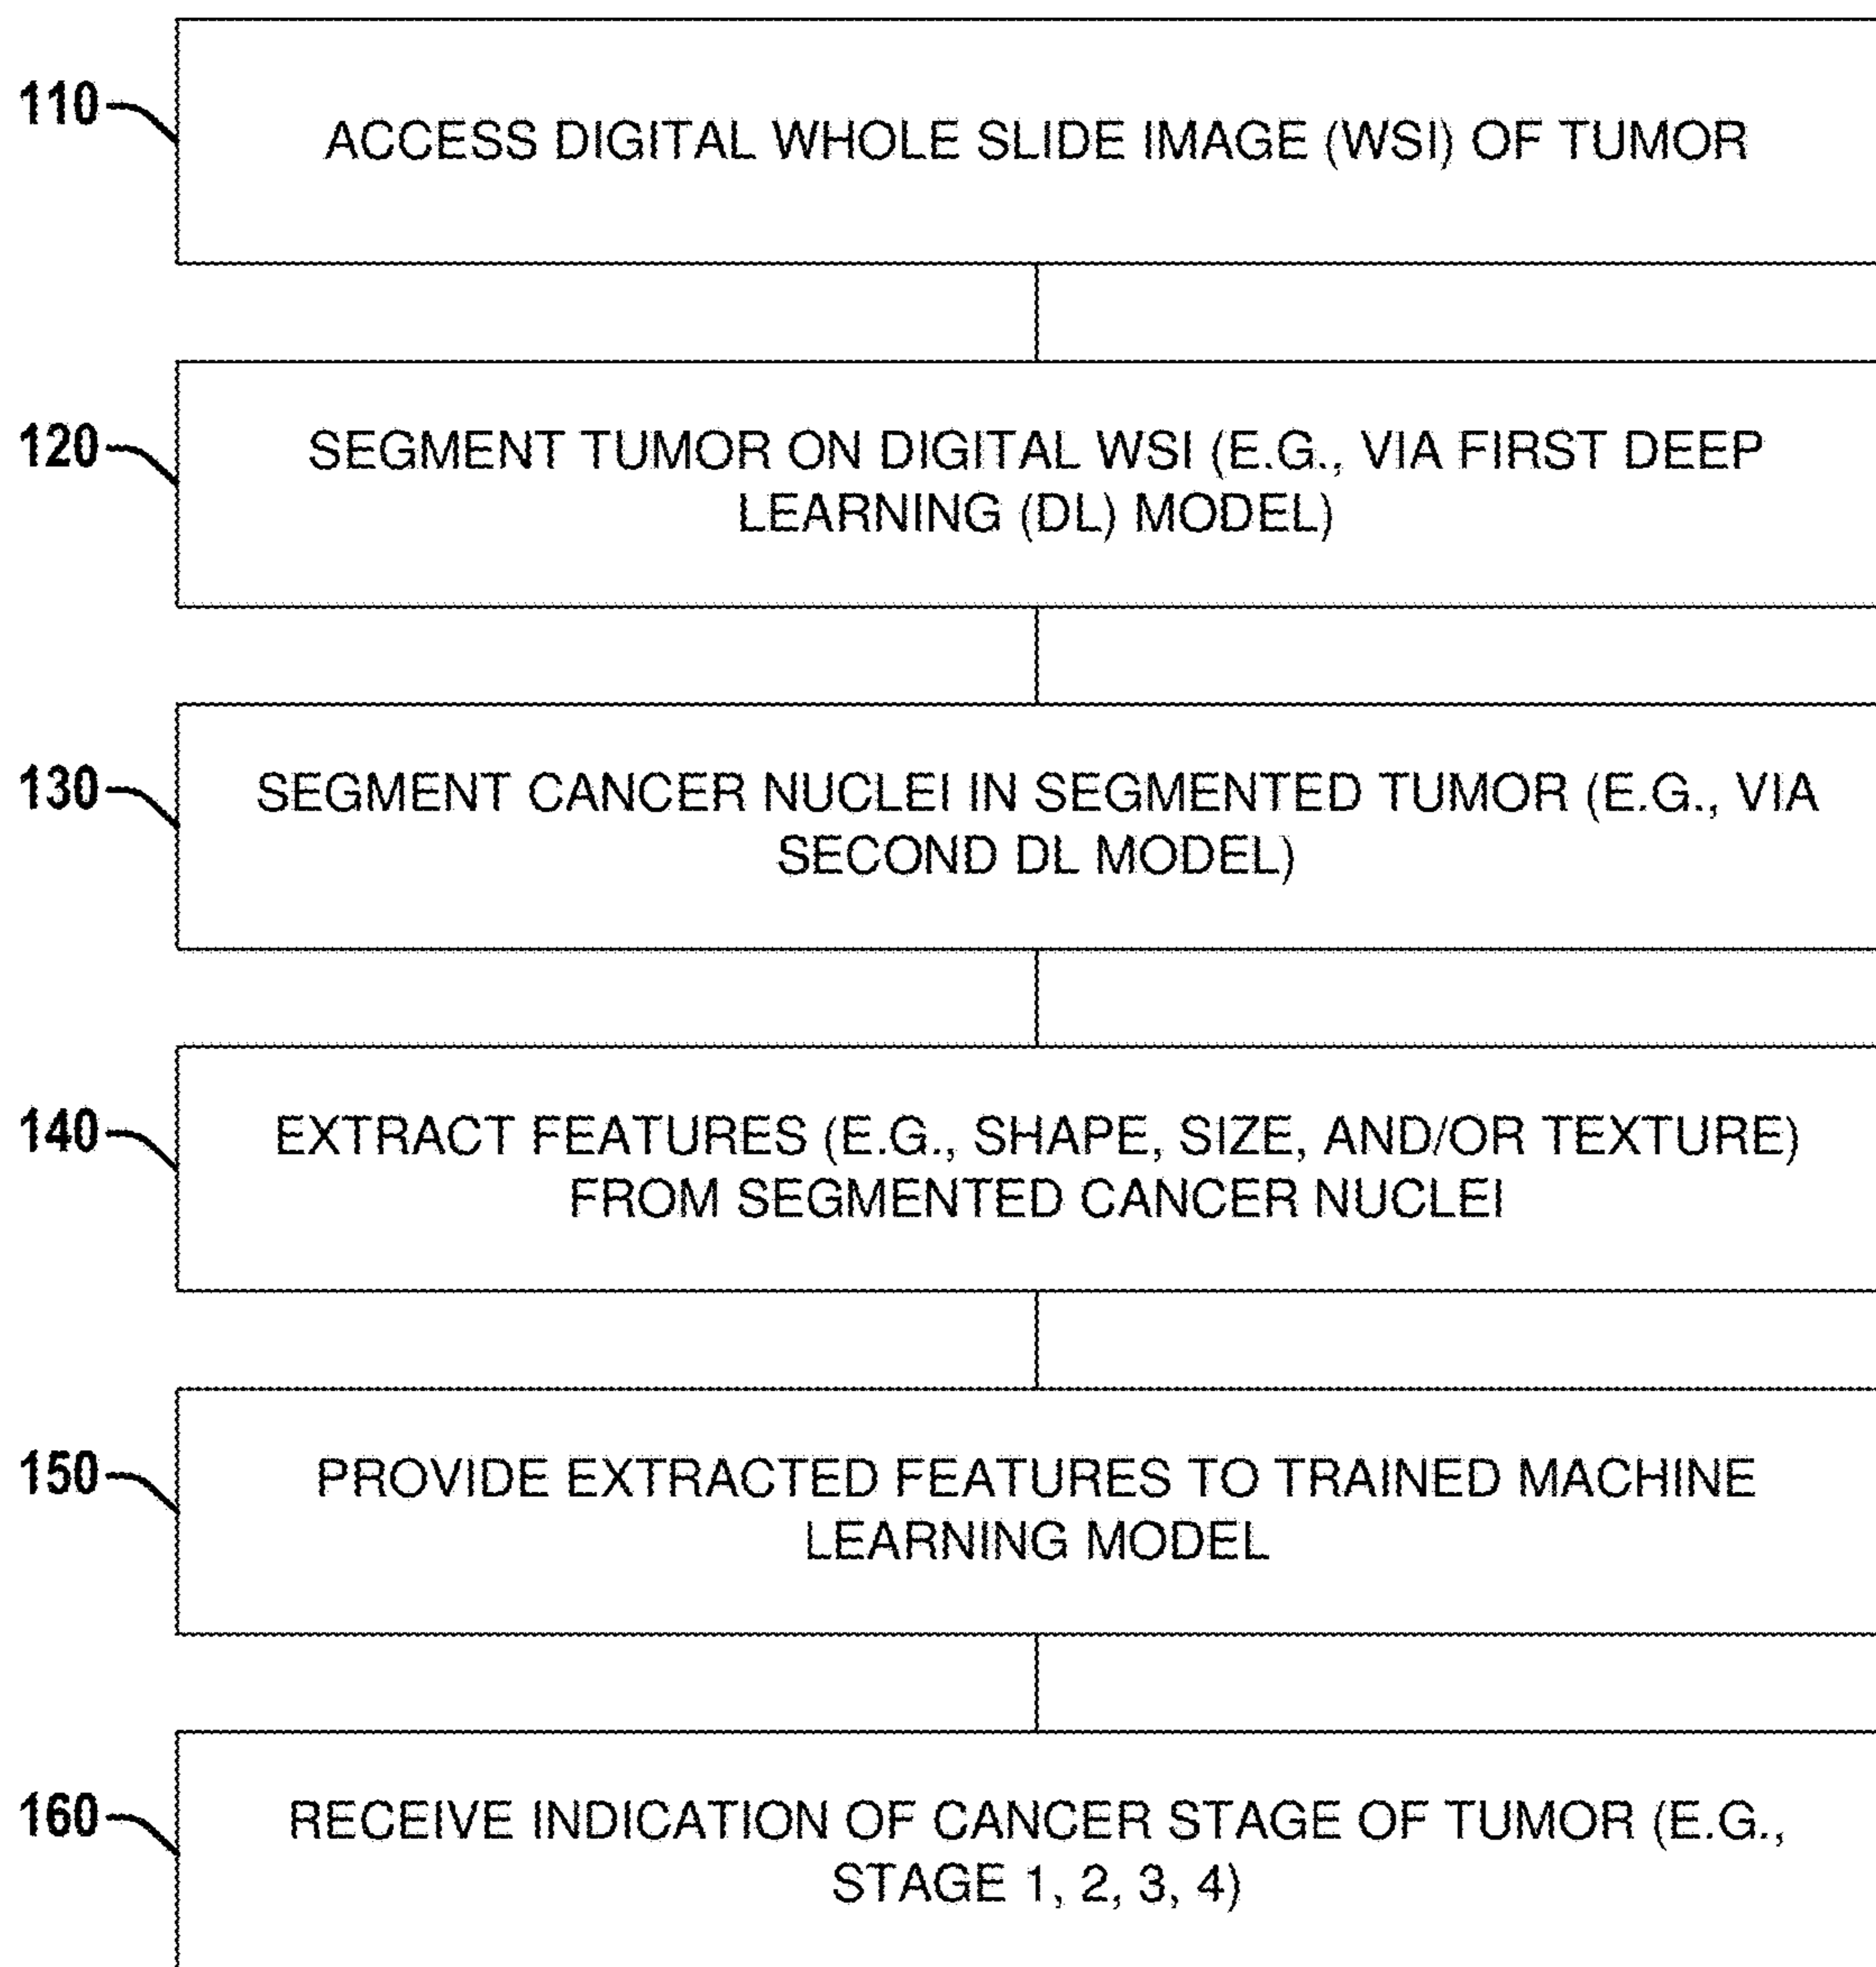 110
ACCESS DIGITAL WHOLE SLIDE IMAGE (WSI) OF TUMOR
120
SEGMENT TUMOR ON DIGITAL WSI (E.G., VIA FIRST DEEP
LEARNING (DL) MODEL)
130
SEGMENT CANCER NUCLEI IN SEGMENTED TUMOR (E.G., VIA
SECOND DL MODEL)
140
EXTRACT FEATURES (E.G., SHAPE, SIZE, AND/OR TEXTURE)
FROM SEGMENTED CANCER NUCLEI
150
PROVIDE EXTRACTED FEATURES TO TRAINED MACHINE
LEARNING MODEL
160
RECEIVE INDICATION OF CANCER STAGE OF TUMOR (E.G.,
STAGE 1, 2, 3, 4)